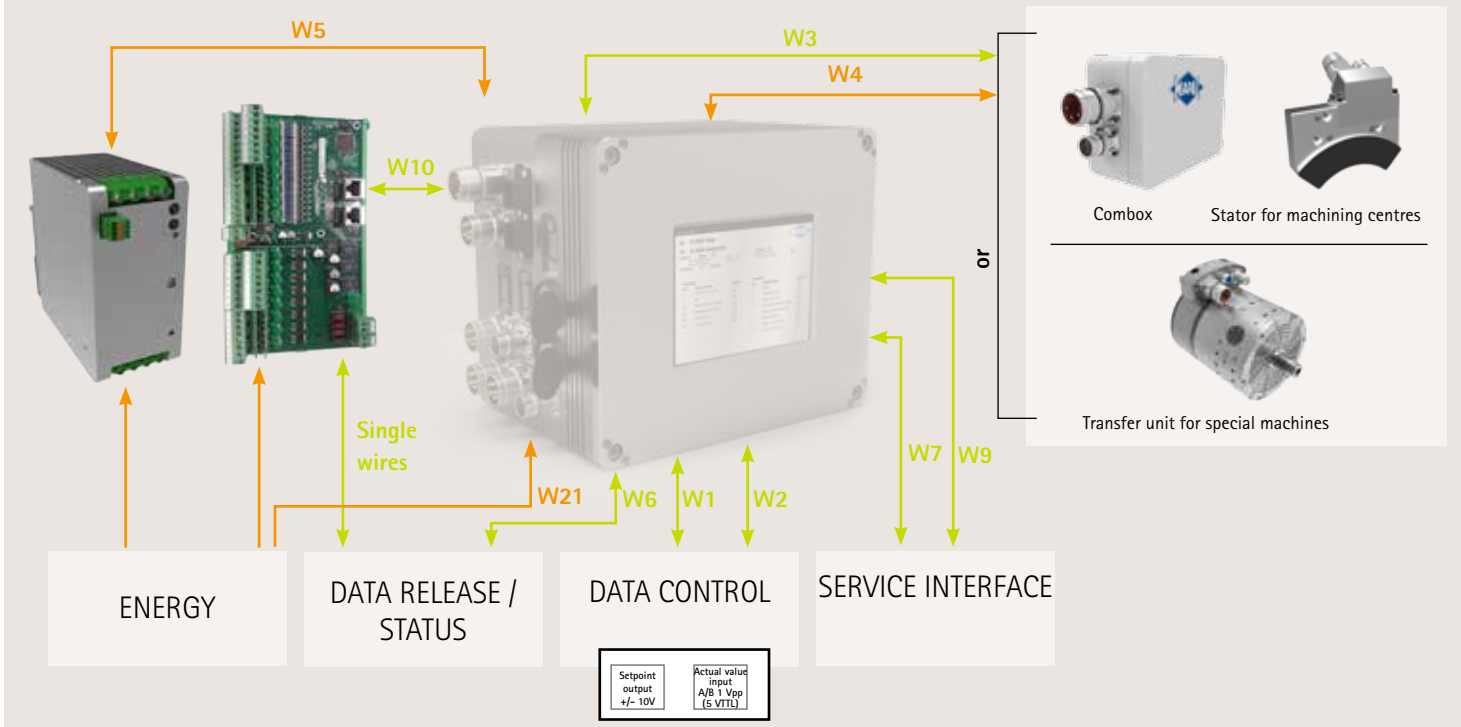 W5
W3
W4
W10
Combox
Stator for machining centres
or
Transfer unit for special machines
Single
wires
W21
W6
W1
W2
W7
W9
ENERGY
DATA RELEASE /
STATUS
DATA CONTROL
SERVICE INTERFACE
Setpoint
output
+/- 10V
Actual value
input
A/B 1 Vpp
(5 VTTL)